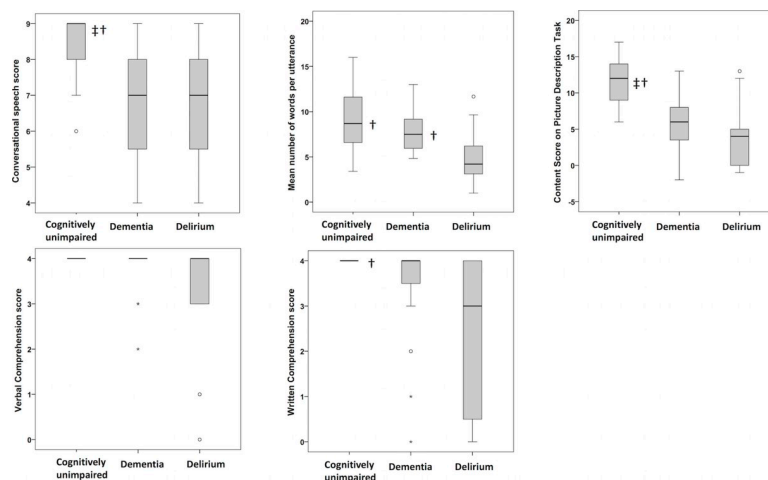 Conversational speech score
9
8
7
6
5
4
‡†
Cognitively
unimpaired
Dementia
Delirium
Mean number of words per utterance
20
15
10
5
0
†
†
Cognitively
unimpaired
Dementia
Delirium
Content Score on Picture Description Task
20
15
10
5
0
-5
‡†
Cognitively
unimpaired
Dementia
Delirium
Verbal Comprehension score
4
3
2
1
0
Cognitively
unimpaired
Dementia
Delirium
Written Comprehension score
4
3
2
1
0
†
Cognitively
unimpaired
Dementia
Delirium